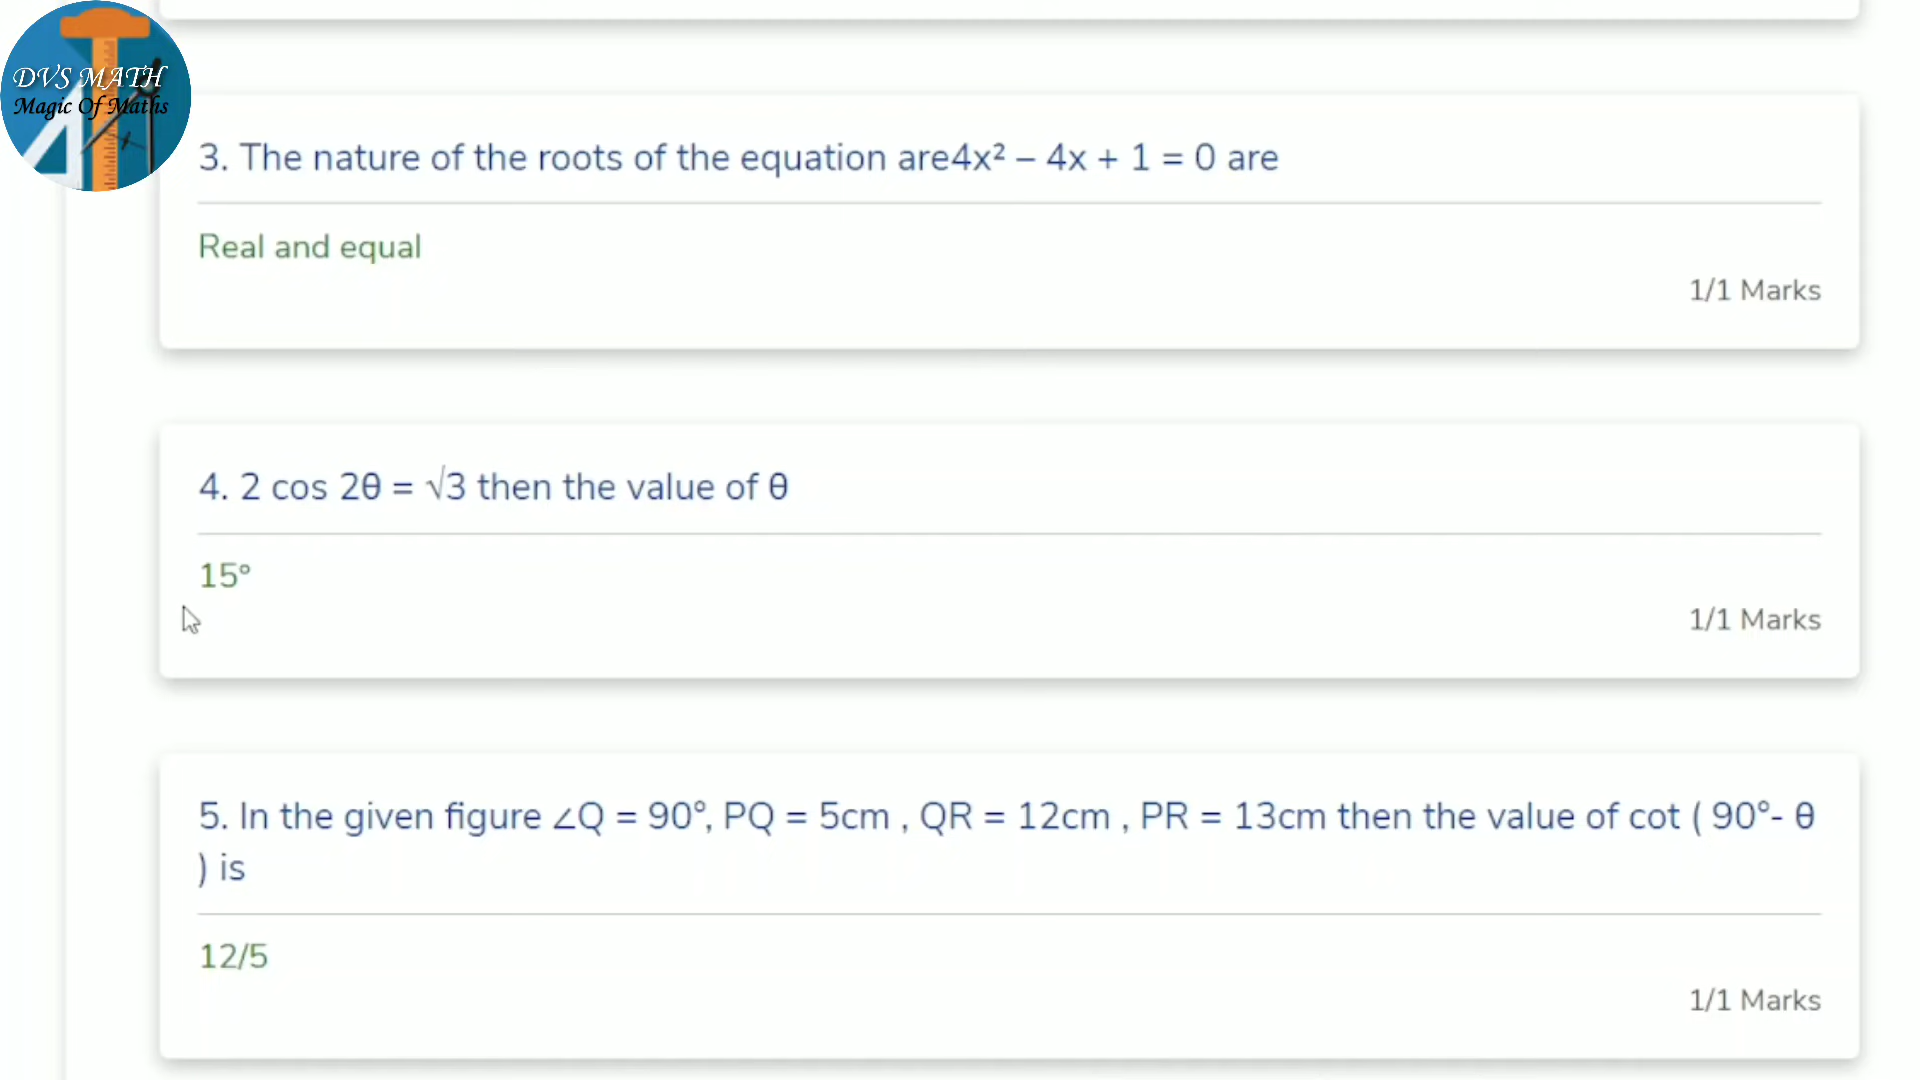 DVS MATH
Magic Of Maths
3. The nature of the roots of the equation are4x² – 4x + 1 = 0 are
Real and equal
1/1 Marks
4. 2 cos 2θ = √3 then the value of θ
15°
1/1 Marks
5. In the given figure ∠Q = 90°, PQ = 5cm , QR = 12cm , PR = 13cm then the value of cot ( 90°- θ
) is
12/5
1/1 Marks